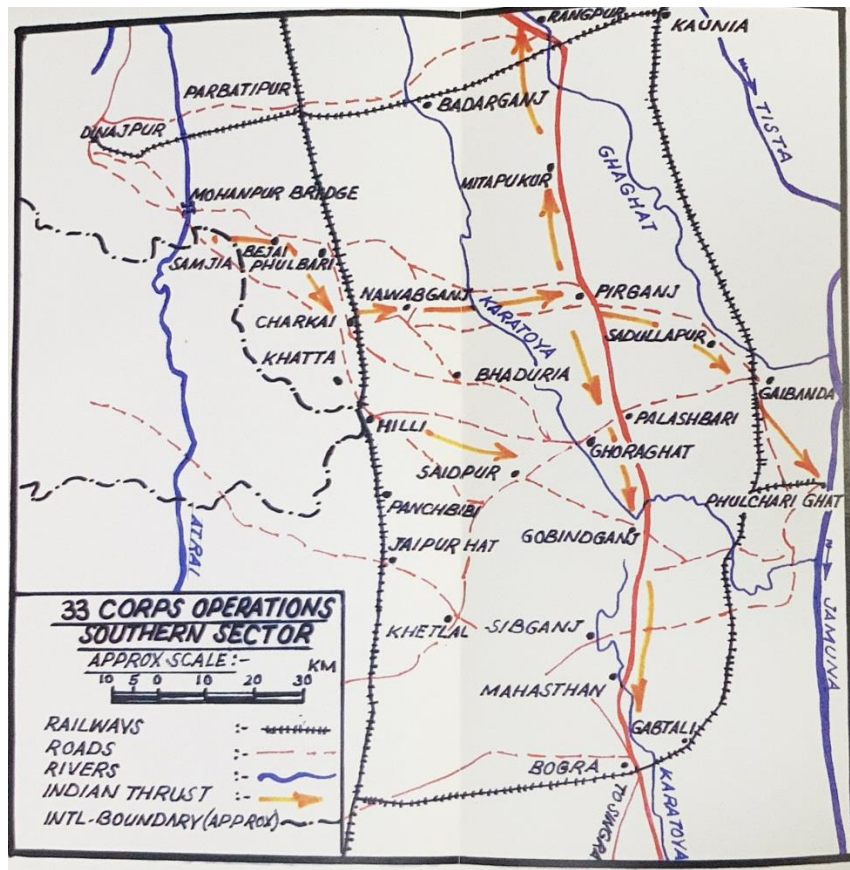 RANGPUR
KAUNIA
PARBATIPUR
BADARGANJ
DINAJPUR
TISTA
MITAPUKUR
GHAGHAT
MOHANPUR BRIDGE
BEJAI
SAMJIA PHULBARI
NAWABGANJ
PIRGANJ
KARATOYA
CHARKAI
SADULLAPUR
KHATTA
BHADURIA
GAIBANDA
PALASHBARI
HILLI
GHORAGHAT
SAIDPUR
PHULCHARI GHAT
PANCHBIBI
GOBINDGANJ
ATRAI
JAIPUR HAT
JAMUNA
KHETLAL
SIBGANJ
MAHASTHAN
GABTALI
BOGRA
KARATOYA
TO SINGRA
33 CORPS OPERATIONS
SOUTHERN SECTOR
APPROX SCALE:-
KM
10 5 0 10 20 30
RAILWAYS :-
ROADS :-
RIVERS :-
INDIAN THRUST :-
INTL-BOUNDARY (APPROX)